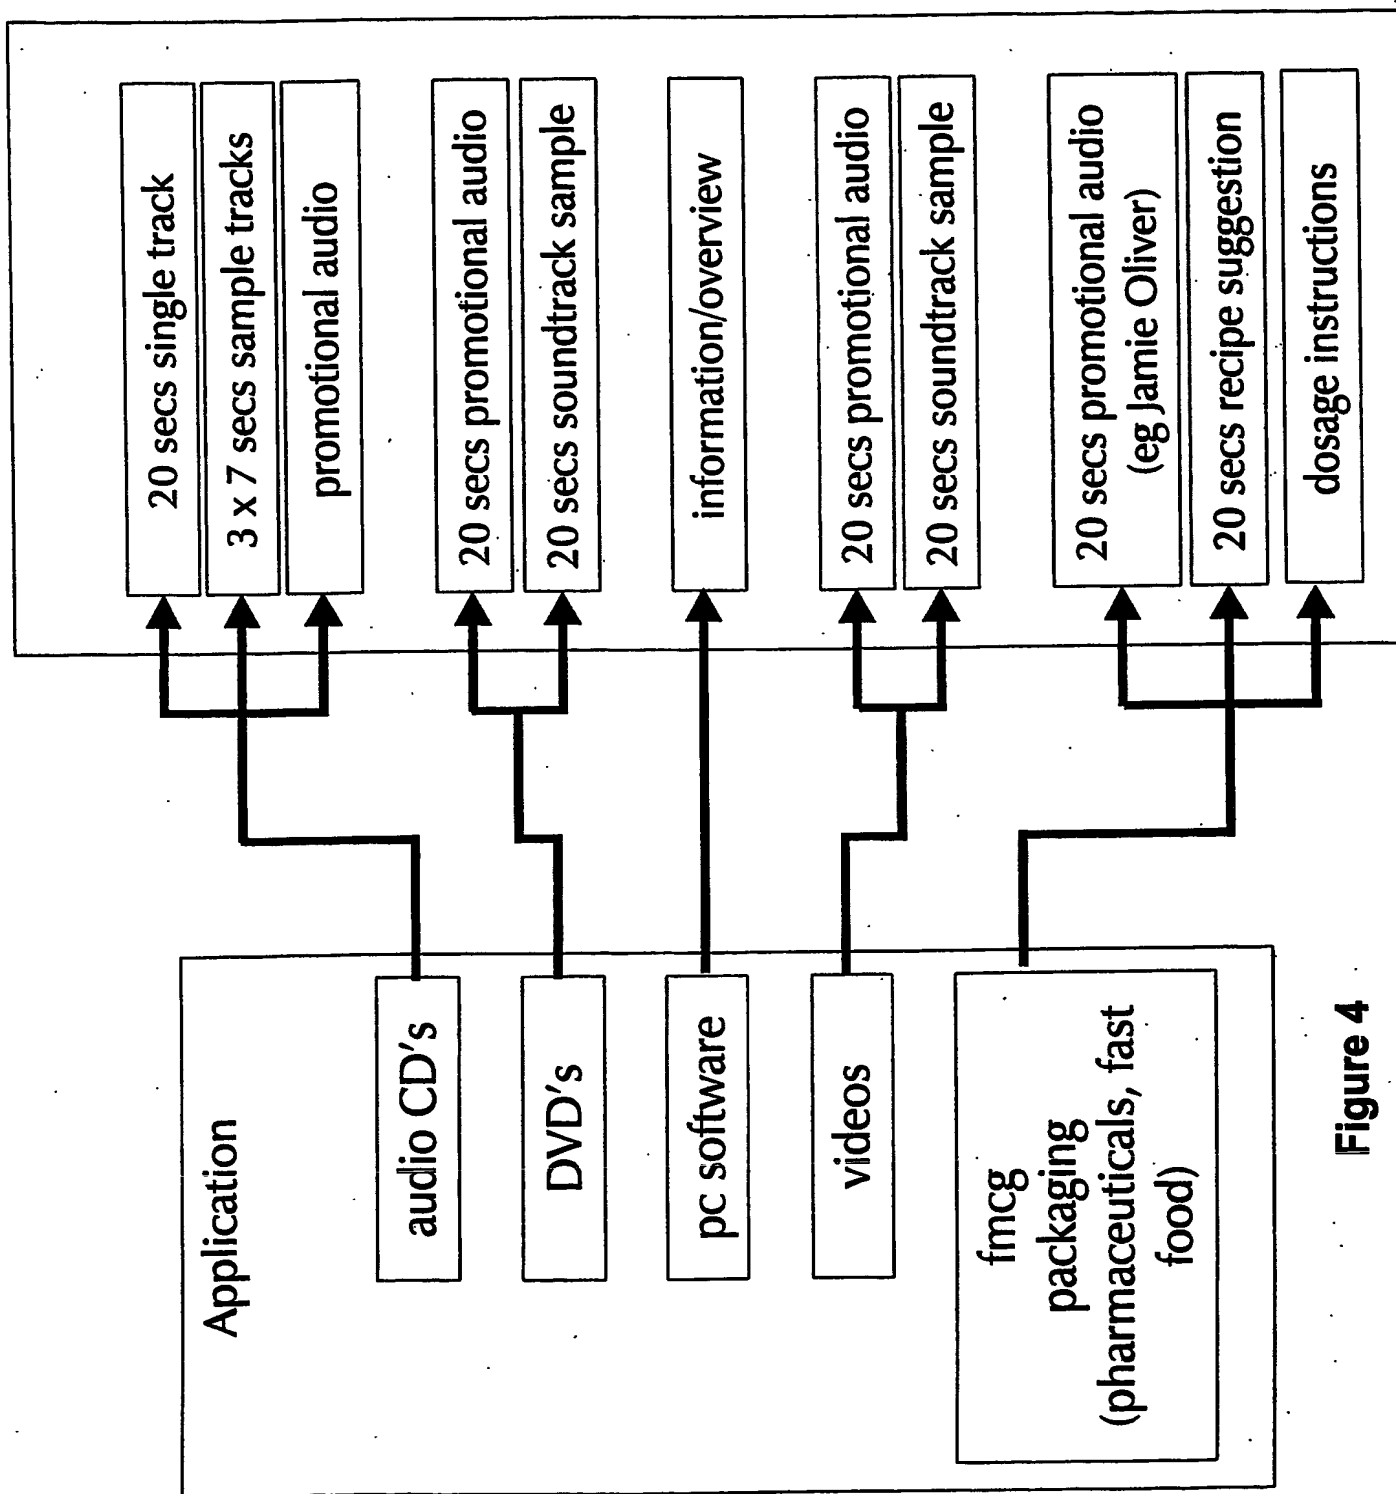 Application
audio CD's
DVD's
pc software
videos
fmcg
packaging
(pharmaceuticals, fast
food)
20 secs single track
3 x 7 secs sample tracks
promotional audio
20 secs promotional audio
20 secs soundtrack sample
information/overview
20 secs promotional audio
20 secs soundtrack sample
20 secs promotional audio
(eg Jamie Oliver)
20 secs recipe suggestion
dosage instructions
Figure 4